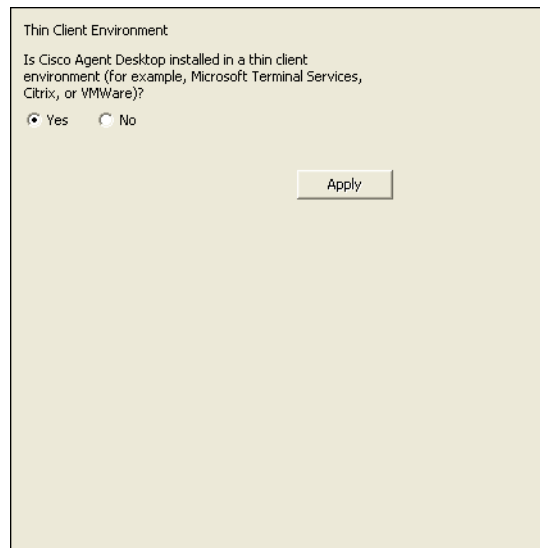 Thin Client Environment
Is Cisco Agent Desktop installed in a thin client
environment (for example, Microsoft Terminal Services,
Citrix, or VMWare)?
Yes No
Apply